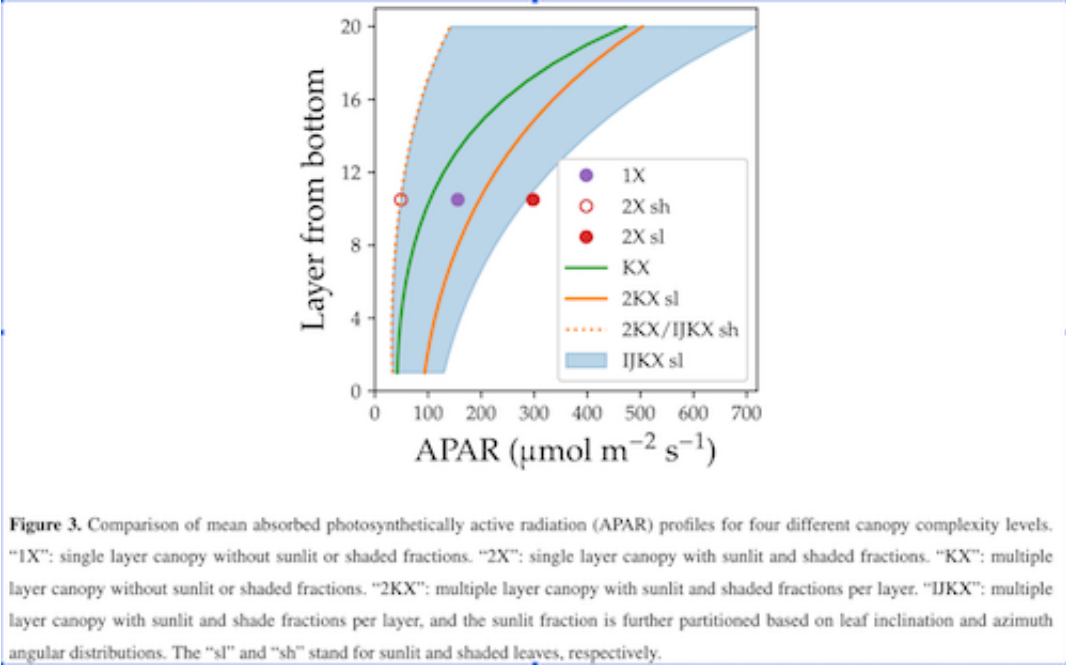 20
16
12
8
4
0
Layer from bottom
1X
2X sh
2X sl
KX
2KX sl
2KX/IJKX sh
IJKX sl
0 100 200 300 400 500 600 700
APAR (µmol m⁻² s⁻¹)
Figure 3. Comparison of mean absorbed photosynthetically active radiation (APAR) profiles for four different canopy complexity levels.
“1X”: single layer canopy without sunlit or shaded fractions. “2X”: single layer canopy with sunlit and shaded fractions. “KX”: multiple
layer canopy without sunlit or shaded fractions. “2KX”: multiple layer canopy with sunlit and shaded fractions per layer. “IJKX”: multiple
layer canopy with sunlit and shade fractions per layer, and the sunlit fraction is further partitioned based on leaf inclination and azimuth
angular distributions. The “sl” and “sh” stand for sunlit and shaded leaves, respectively.